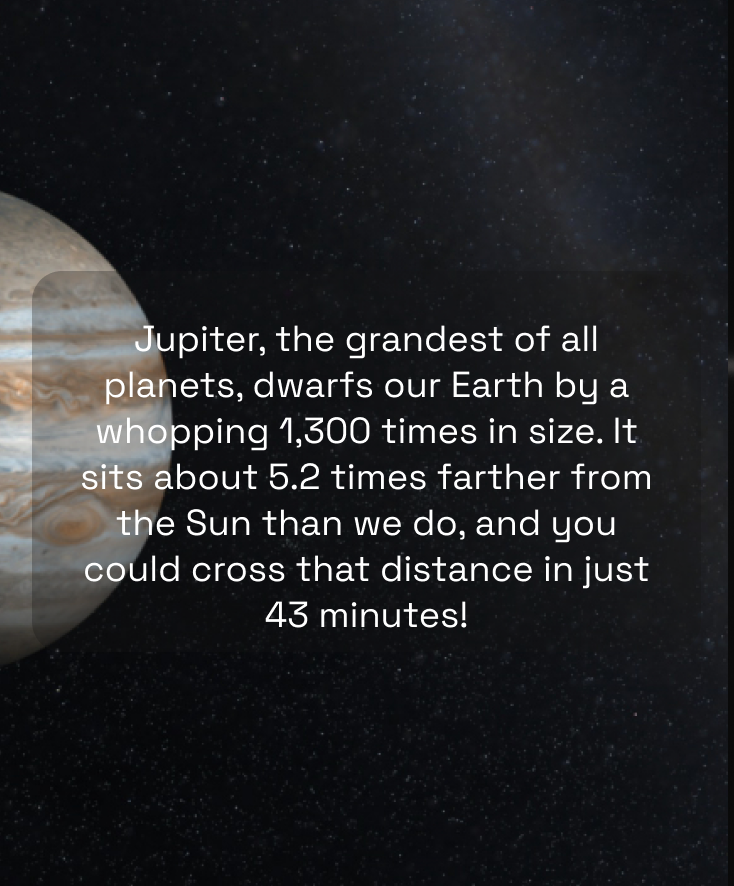 Jupiter, the grandest of all
planets, dwarfs our Earth by a
whopping 1,300 times in size. It
sits about 5.2 times farther from
the Sun than we do, and you
could cross that distance in just
43 minutes!